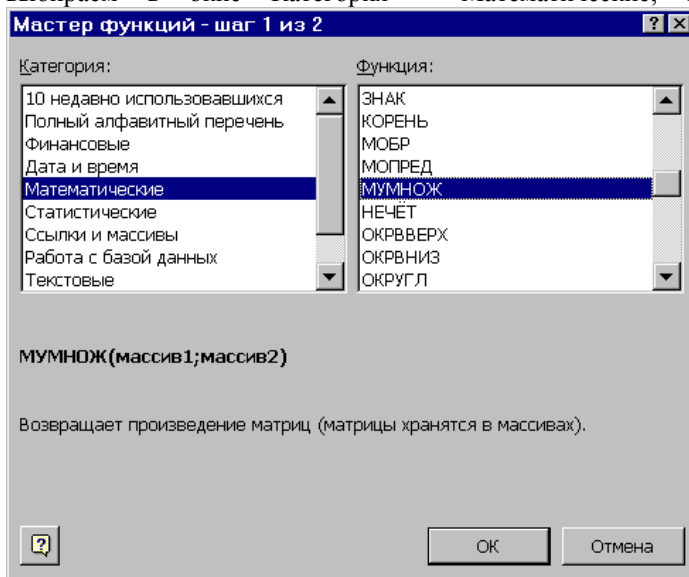 Мастер функций - шаг 1 из 2
Категория:
Функция:
10 недавно использовавшихся
Полный алфавитный перечень
Финансовые
Дата и время
Математические
Статистические
Ссылки и массивы
Работа с базой данных
Текстовые
ЗНАК
КОРЕНЬ
МОБР
МОПРЕД
МУМНОЖ
НЕЧЁТ
ОКРВВЕРХ
ОКРВНИЗ
ОКРУГЛ
МУМНОЖ(массив1;массив2)
Возвращает произведение матриц (матрицы хранятся в массивах).
ОК
Отмена